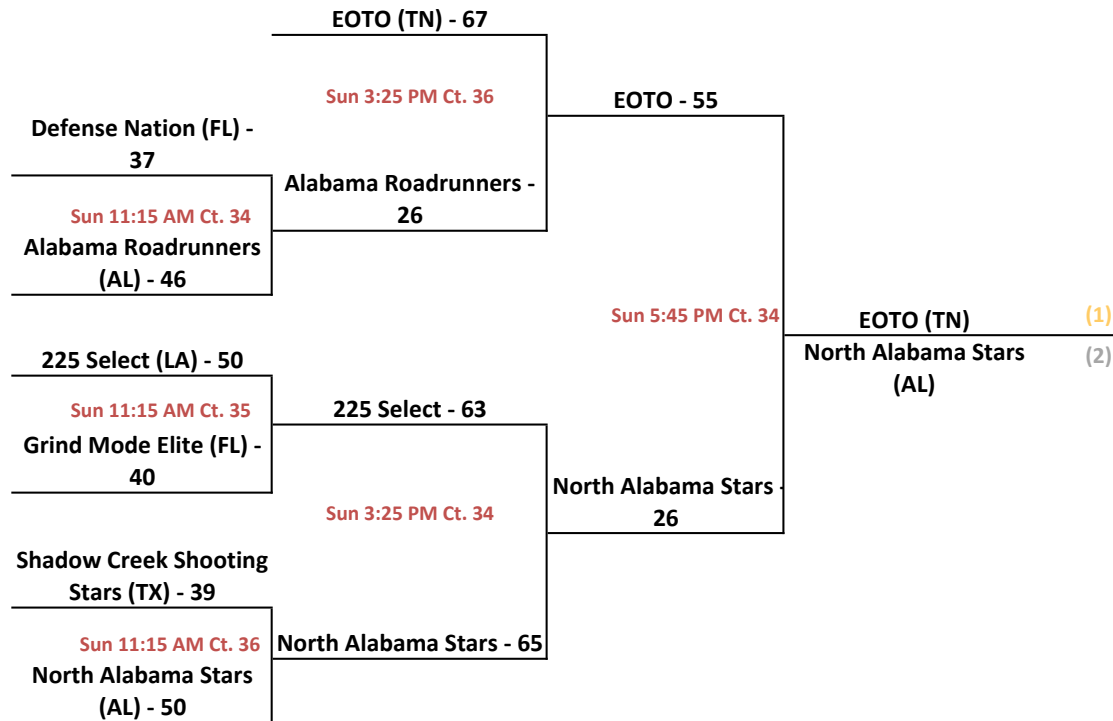 EOTO (TN) - 67
Sun 3:25 PM Ct. 36
EOTO - 55
Defense Nation (FL) -
37
Alabama Roadrunners -
26
Sun 11:15 AM Ct. 34
Alabama Roadrunners
(AL) - 46
Sun 5:45 PM Ct. 34
EOTO (TN)
(1)
North Alabama Stars
(AL)
(2)
225 Select (LA) - 50
Sun 11:15 AM Ct. 35
225 Select - 63
Grind Mode Elite (FL) -
40
North Alabama Stars -
26
Sun 3:25 PM Ct. 34
Shadow Creek Shooting
Stars (TX) - 39
Sun 11:15 AM Ct. 36
North Alabama Stars - 65
North Alabama Stars
(AL) - 50